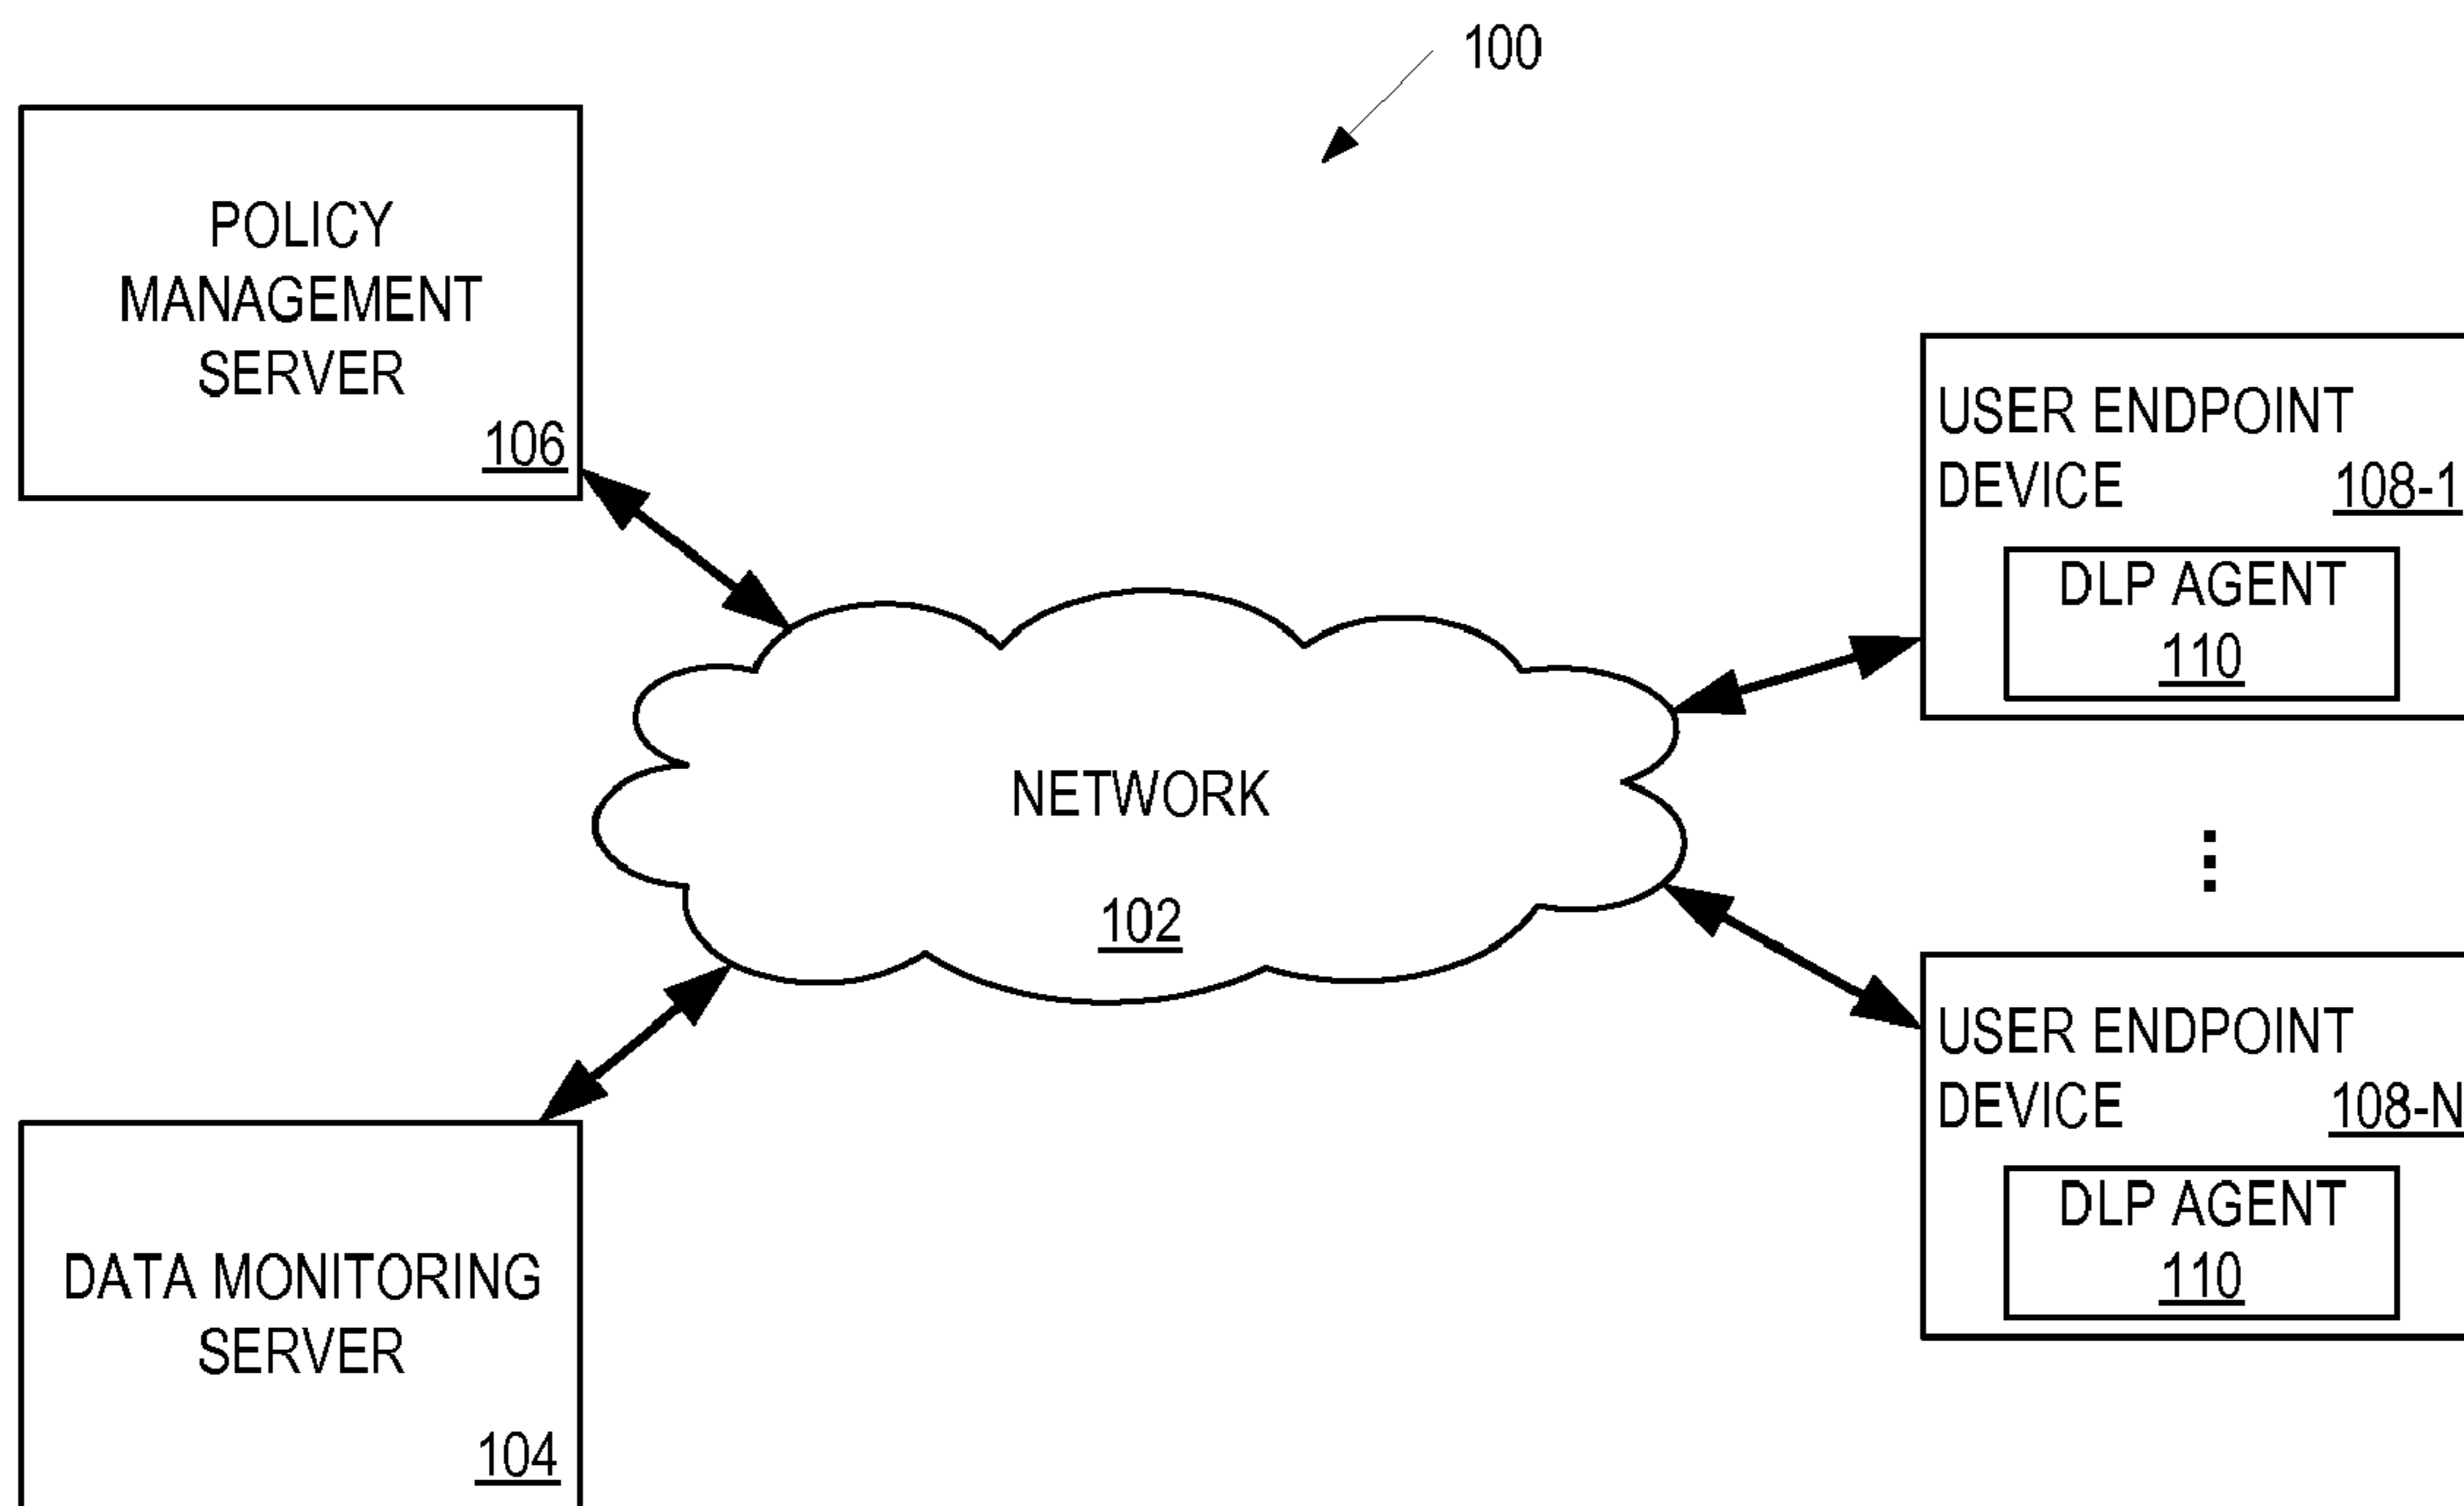 100
POLICY
MANAGEMENT
SERVER
106
USER ENDPOINT
DEVICE 108-1
DLP AGENT
110
NETWORK
102
USER ENDPOINT
DEVICE 108-N
DLP AGENT
110
DATA MONITORING
SERVER
104